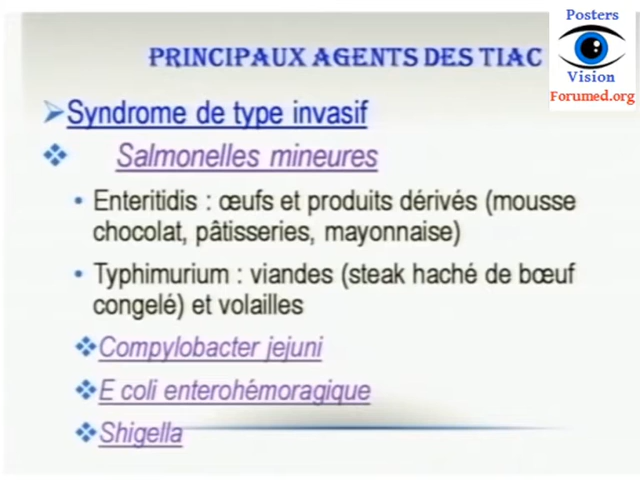 Posters
Vision
Forumed.org
PRINCIPAUX AGENTS DES TIAC
Syndrome de type invasif
Salmonelles mineures
• Enteritidis : œufs et produits dérivés (mousse
chocolat, pâtisseries, mayonnaise)
• Typhimurium : viandes (steak haché de bœuf
congelé) et volailles
Compylobacter jejuni
E coli enterohémoragique
Shigella